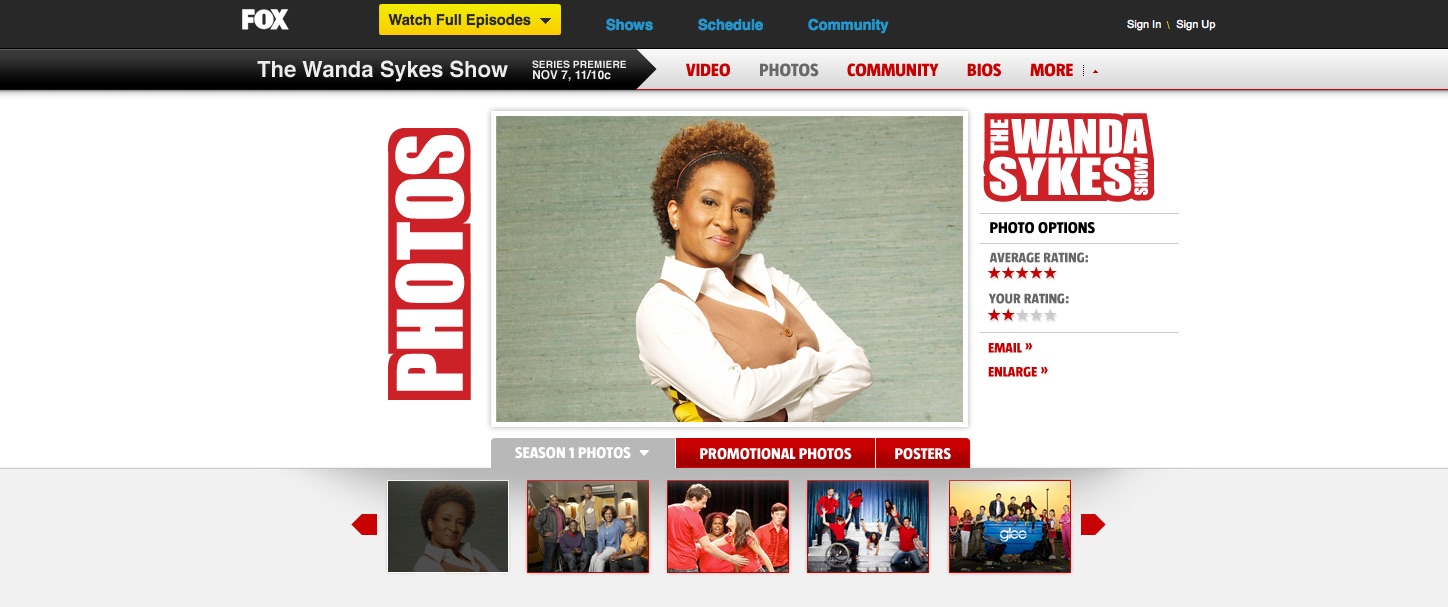 FOX
Watch Full Episodes
Shows
Schedule
Community
Sign In \ Sign Up
The Wanda Sykes Show
SERIES PREMIERE
NOV 7, 11/10c
VIDEO
PHOTOS
COMMUNITY
BIOS
MORE
PHOTOS
THE WANDA
SYKES SHOW
PHOTO OPTIONS
AVERAGE RATING:
YOUR RATING:
EMAIL »
ENLARGE »
SEASON 1 PHOTOS
PROMOTIONAL PHOTOS
POSTERS
glee